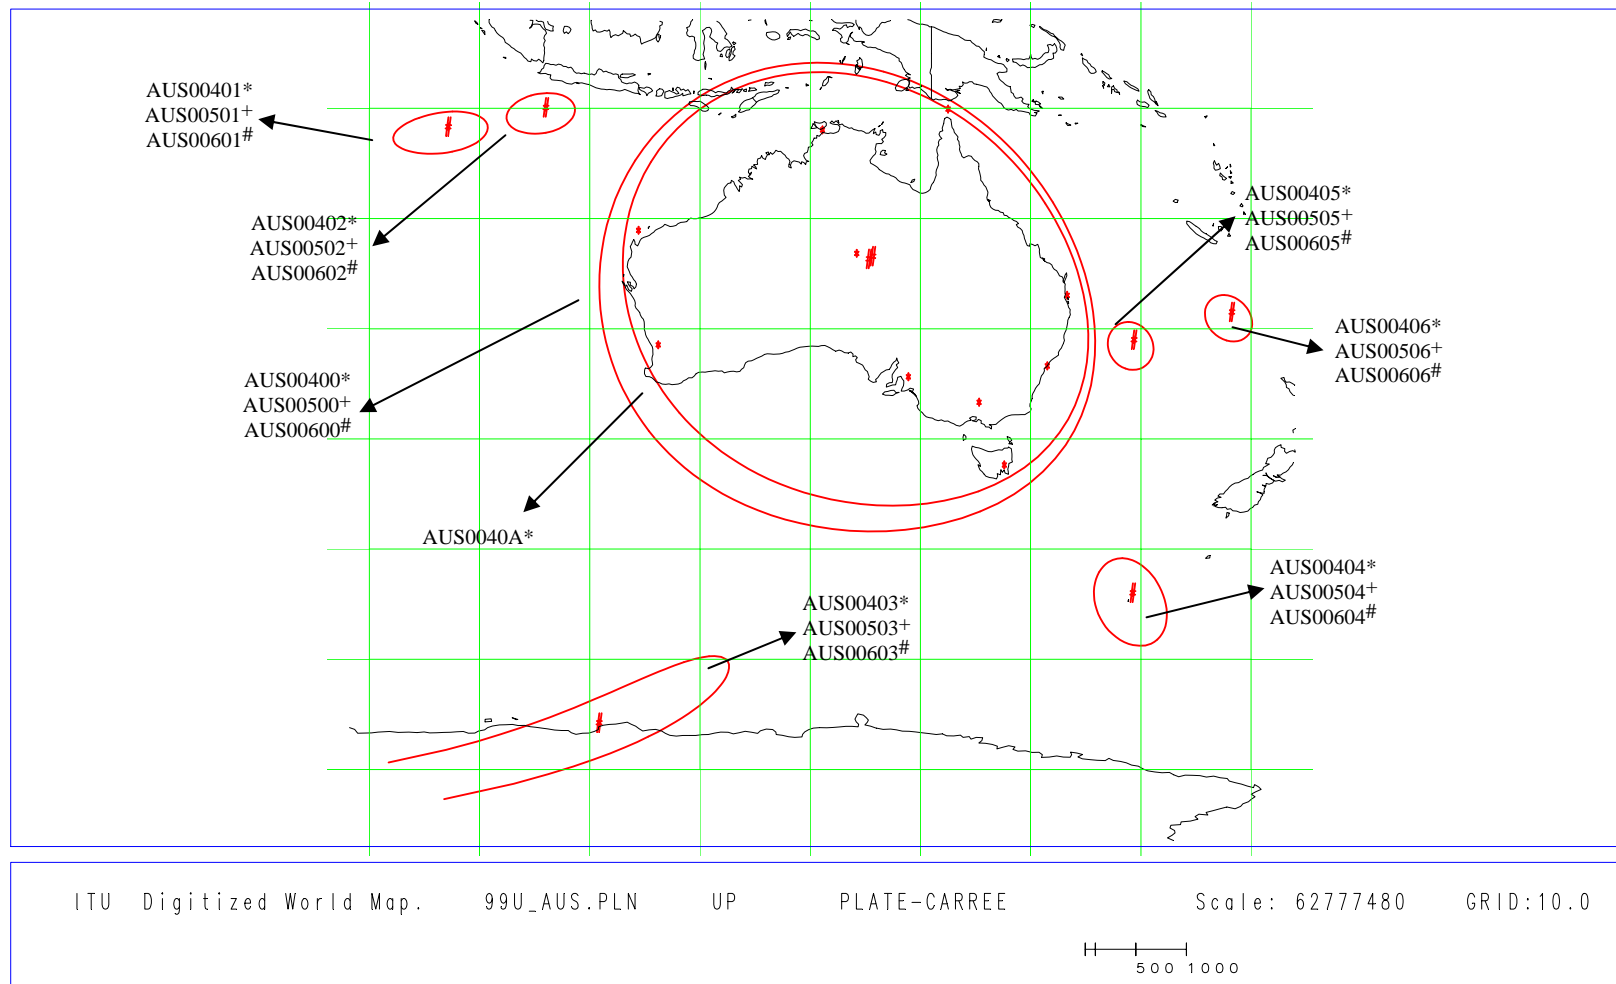 AUS00401*
AUS00501+
AUS00601#
AUS00402*
AUS00502+
AUS00602#
AUS00405*
AUS00505+
AUS00605#
AUS00406*
AUS00506+
AUS00606#
AUS00400*
AUS00500+
AUS00600#
AUS0040A*
AUS00404*
AUS00504+
AUS00604#
AUS00403*
AUS00503+
AUS00603#
ITU Digitized World Map. 99U_AUS.PLN UP PLATE-CARREE Scale: 62777480 GRID:10.0
500 1000